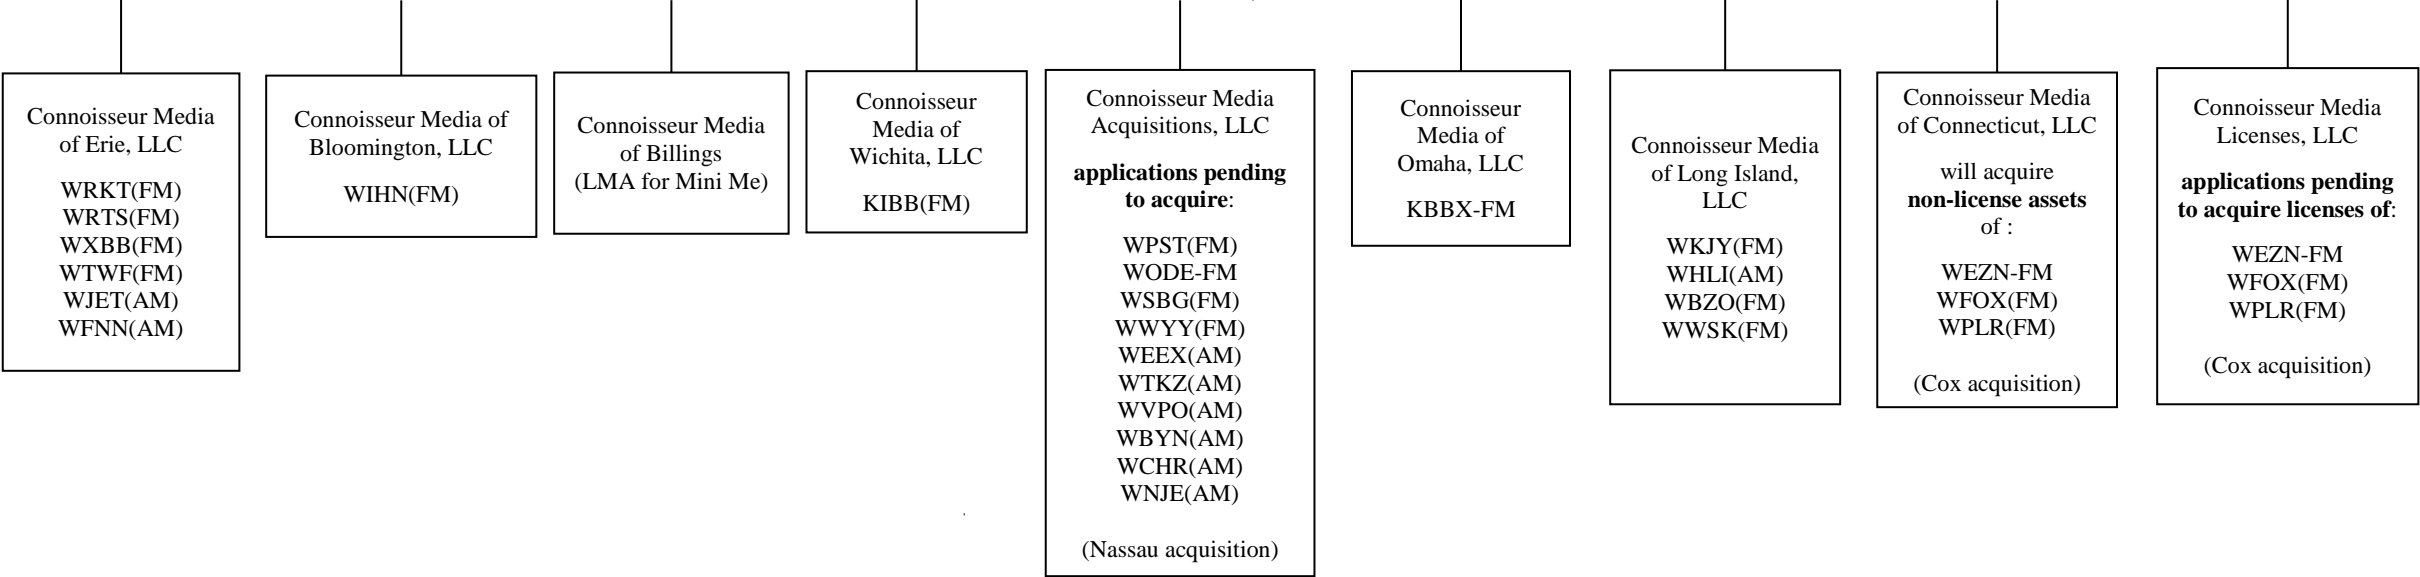 Connoisseur Media
of Erie, LLC
WRKT(FM)
WRTS(FM)
WXBB(FM)
WTWF(FM)
WJET(AM)
WFNN(AM)
Connoisseur Media of
Bloomington, LLC
WIHN(FM)
Connoisseur Media
of Billings
(LMA for Mini Me)
Connoisseur
Media of
Wichita, LLC
KIBB(FM)
Connoisseur Media
Acquisitions, LLC
applications pending
to acquire:
WPST(FM)
WODE-FM
WSBG(FM)
WWYY(FM)
WEEX(AM)
WTKZ(AM)
WVPO(AM)
WBYN(AM)
WCHR(AM)
WNJE(AM)
(Nassau acquisition)
Connoisseur
Media of
Omaha, LLC
KBBX-FM
Connoisseur Media
of Long Island,
LLC
WKJY(FM)
WHLI(AM)
WBZO(FM)
WWSK(FM)
Connoisseur Media
of Connecticut, LLC
will acquire
non-license assets
of :
WEZN-FM
WFOX(FM)
WPLR(FM)
(Cox acquisition)
Connoisseur Media
Licenses, LLC
applications pending
to acquire licenses of:
WEZN-FM
WFOX(FM)
WPLR(FM)
(Cox acquisition)